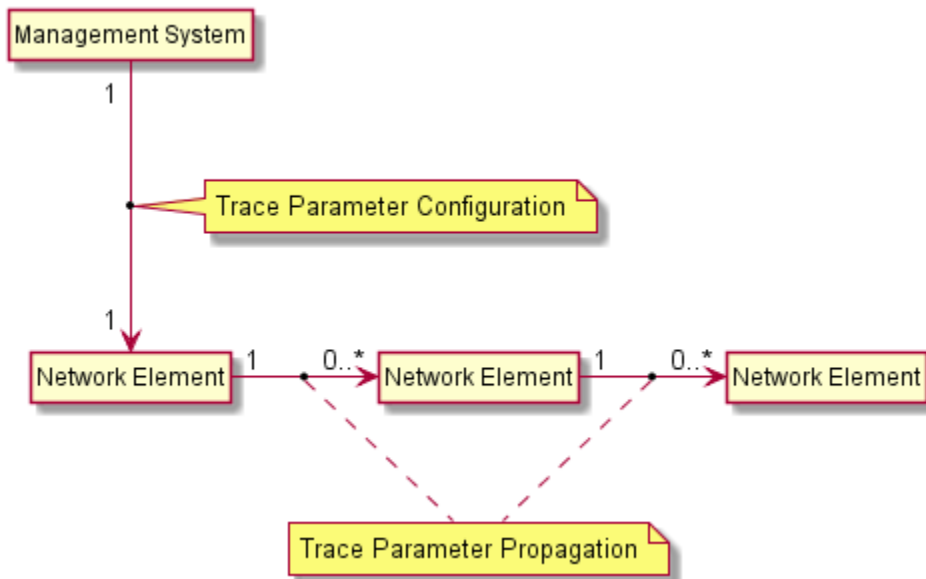 Management System
1
Trace Parameter Configuration
1
Network Element
1
0..*
Network Element
1
0..*
Network Element
Trace Parameter Propagation